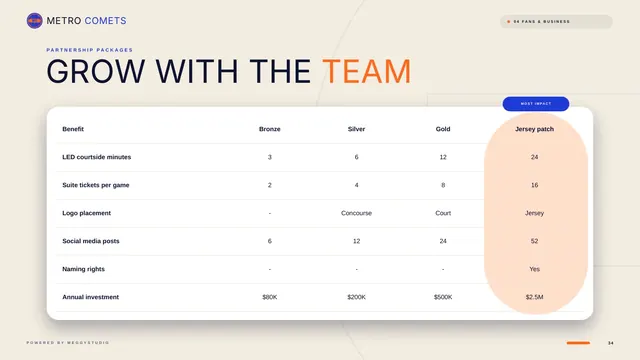 METRO COMETS
94 FANS & BUSINESS
PARTNERSHIP PACKAGES
GROW WITH THE TEAM
MOST IMPACT
Benefit Bronze Silver Gold Jersey patch
LED courtside minutes 3 6 12 24
Suite tickets per game 2 4 8 16
Logo placement - Concourse Court Jersey
Social media posts 6 12 24 52
Naming rights - - - Yes
Annual investment $80K $200K $500K $2.5M
POWERED BY WEGGYSTUDIO